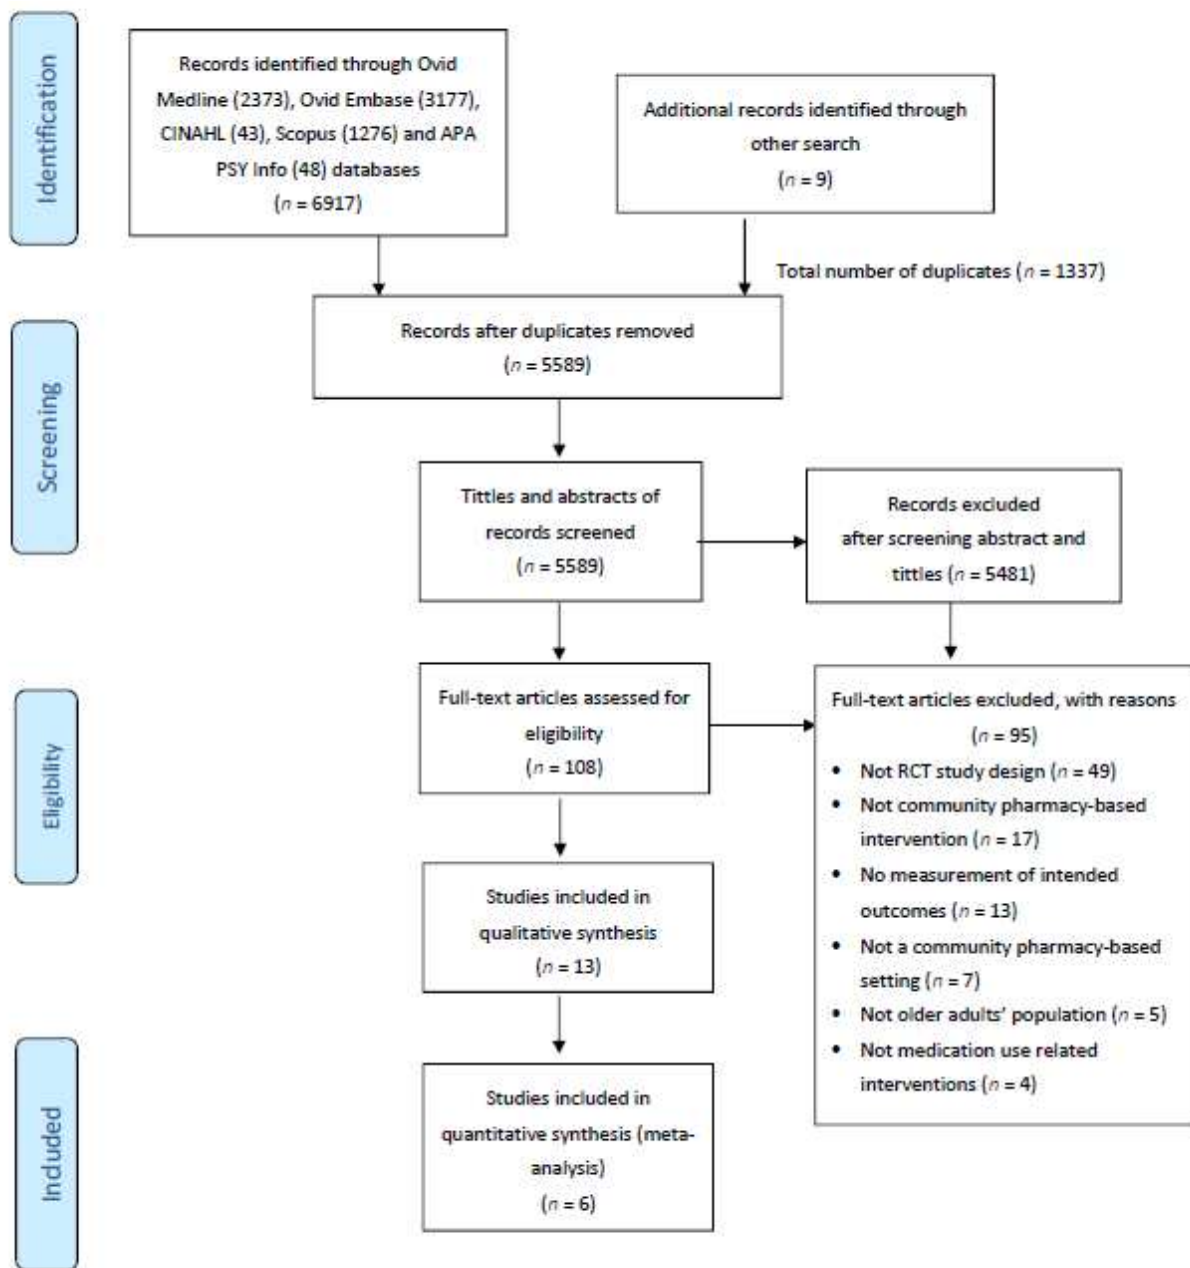 Identification
Records identified through Ovid
Medline (2373), Ovid Embase (3177),
CINAHL (43), Scopus (1276) and APA
PSY Info (48) databases
(n = 6917)
Additional records identified through
other search
(n = 9)
Total number of duplicates (n = 1337)
Screening
Records after duplicates removed
(n = 5589)
Tittles and abstracts of
records screened
(n = 5589)
Records excluded
after screening abstract and
tittles (n = 5481)
Eligibility
Full-text articles assessed for
eligibility
(n = 108)
Full-text articles excluded, with reasons
(n = 95)
• Not RCT study design (n = 49)
• Not community pharmacy-based
intervention (n = 17)
• No measurement of intended
outcomes (n = 13)
• Not a community pharmacy-based
setting (n = 7)
• Not older adults’ population (n = 5)
• Not medication use related
interventions (n = 4)
Studies included in
qualitative synthesis
(n = 13)
Included
Studies included in
quantitative synthesis (meta-
analysis)
(n = 6)